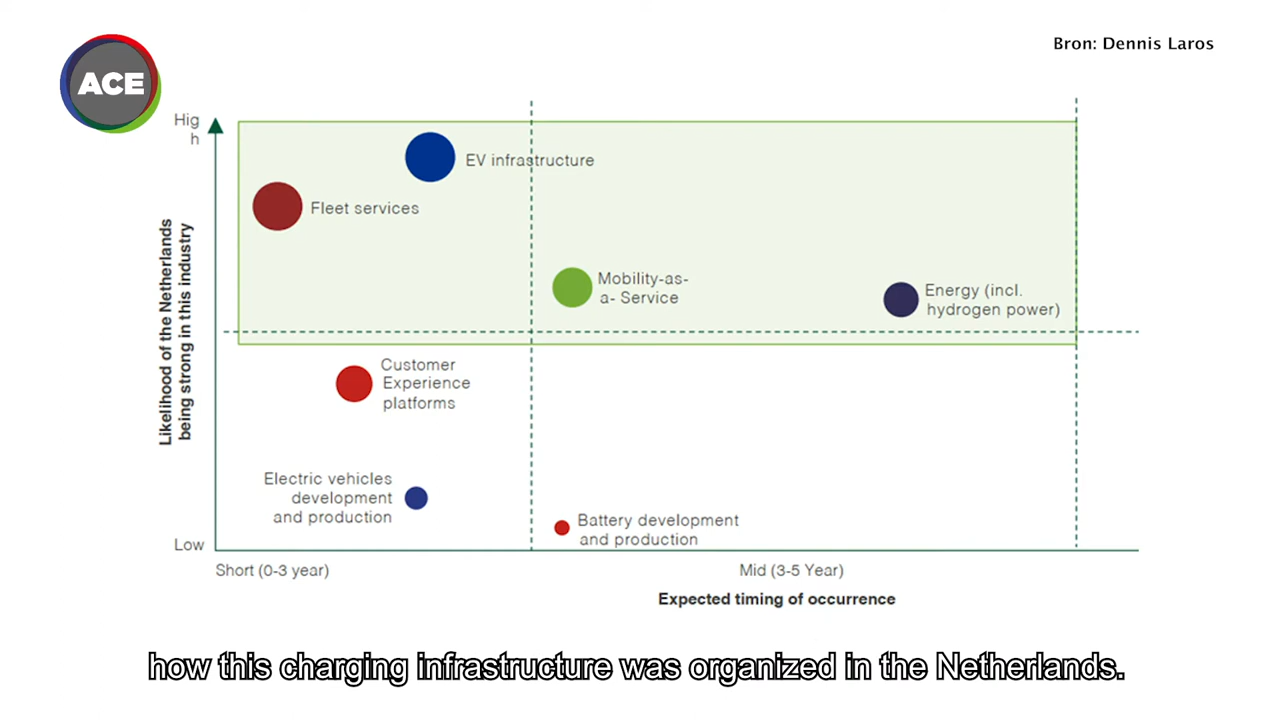 ACE
Bron: Dennis Laros
Hig
h
EV infrastructure
Fleet services
Likelihood of the Netherlands
being strong in this industry
Mobility-as-
a- Service
Energy (incl.
hydrogen power)
Customer
Experience
platforms
Electric vehicles
development
and production
Battery development
and production
Low
Short (0-3 year)
Mid (3-5 Year)
Expected timing of occurrence
how this charging infrastructure was organized in the Netherlands.